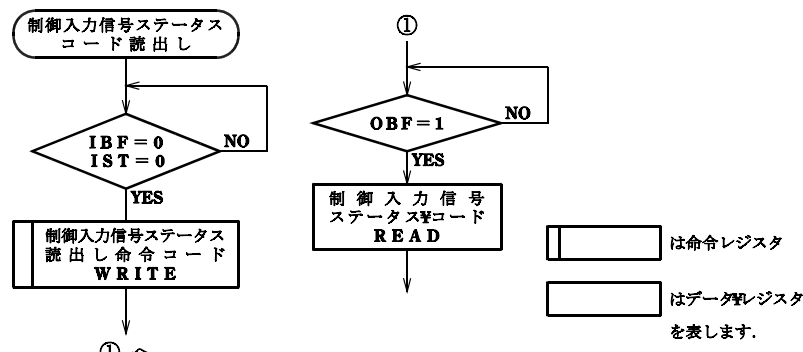 制御入力信号ステータス
コード読出し
IBF=0
IST=0
NO
YES
制御入力信号ステータス
読出し命令コード
WRITE
①
①
OBF=1
NO
YES
制御入力信号
ステータス¥コード
READ
は命令レジスタ
はデータ¥レジスタ
を表します.